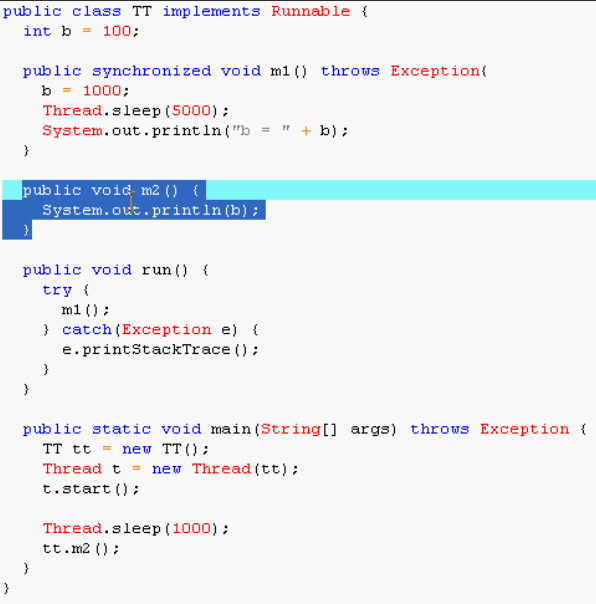 public class TT implements Runnable {
int b = 100;
public synchronized void m1() throws Exception{
b = 1000;
Thread.sleep(5000);
System.out.println("b = " + b);
}
public void m2() {
System.out.println(b);
}
public void run() {
try {
m1();
} catch(Exception e) {
e.printStackTrace();
}
}
public static void main(String[] args) throws Exception {
TT tt = new TT();
Thread t = new Thread(tt);
t.start();
Thread.sleep(1000);
tt.m2();
}
}